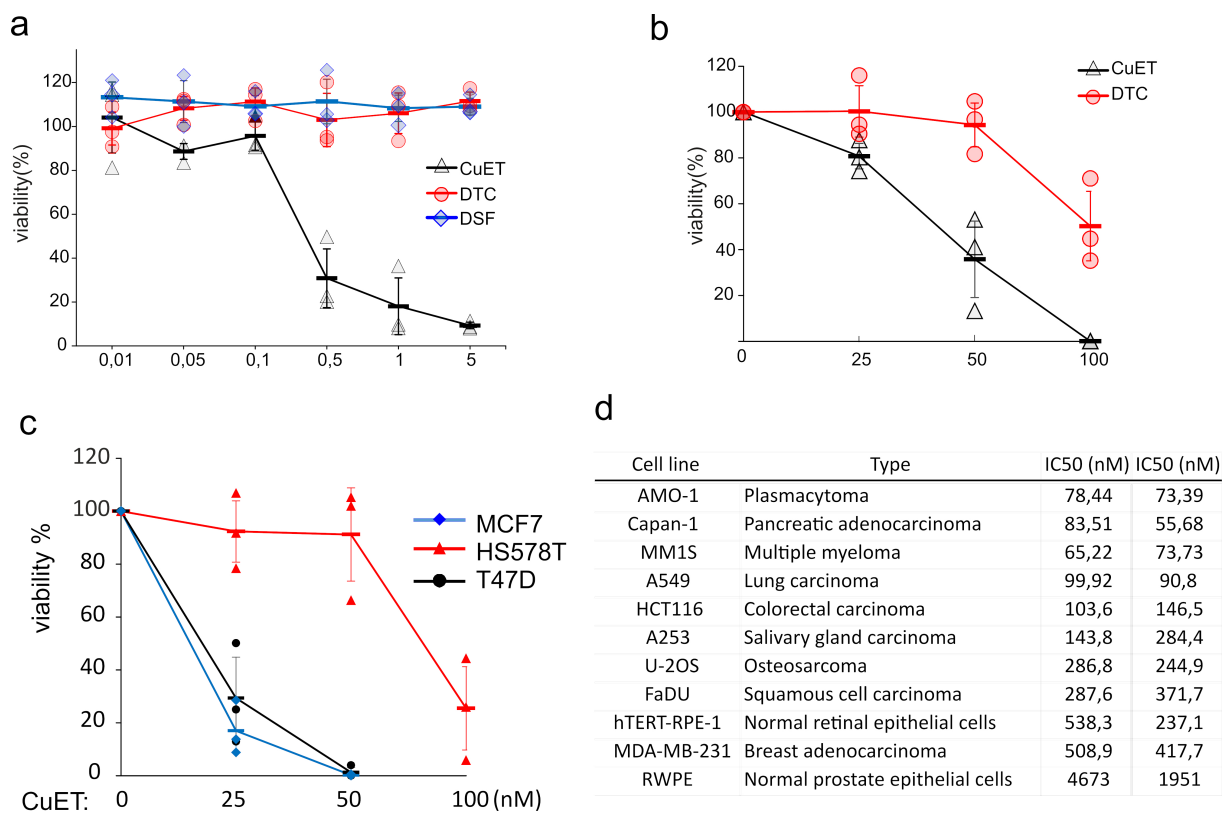 a
120
100
80
60
40
20
0
viability(%)
0,01 0,05 0,1 0,5 1 5
CuET
DTC
DSF
b
120
100
80
60
40
20
viability(%)
0 25 50 100
CuET
DTC
c
120
100
80
60
40
20
0
viability %
MCF7
HS578T
T47D
CuET: 0 25 50 100 (nM)
d
Cell line Type IC50 (nM) IC50 (nM)
AMO-1 Plasmacytoma 78,44 73,39
Capan-1 Pancreatic adenocarcinoma 83,51 55,68
MM1S Multiple myeloma 65,22 73,73
A549 Lung carcinoma 99,92 90,8
HCT116 Colorectal carcinoma 103,6 146,5
A253 Salivary gland carcinoma 143,8 284,4
U-2OS Osteosarcoma 286,8 244,9
FaDU Squamous cell carcinoma 287,6 371,7
hTERT-RPE-1 Normal retinal epithelial cells 538,3 237,1
MDA-MB-231 Breast adenocarcinoma 508,9 417,7
RWPE Normal prostate epithelial cells 4673 1951